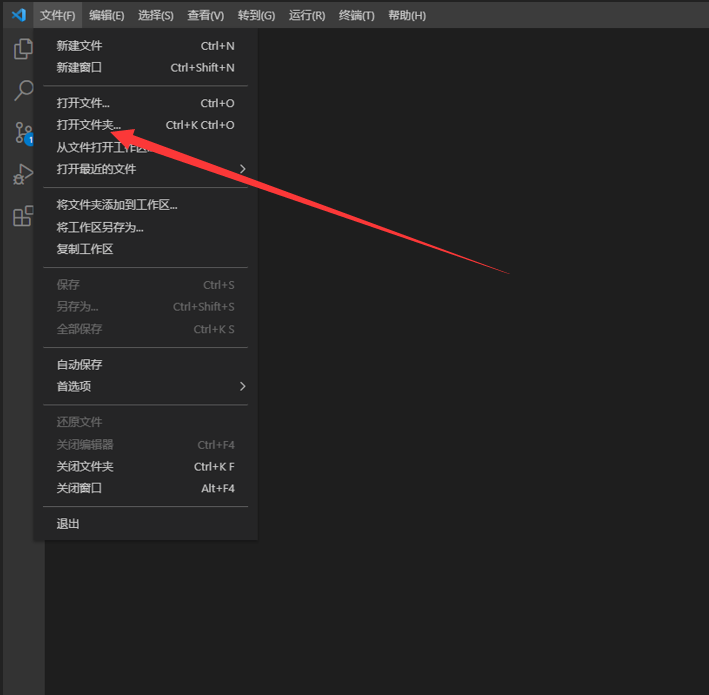 文件(F) 编辑(E) 选择(S) 查看(V) 转到(G) 运行(R) 终端(T) 帮助(H)
新建文件 Ctrl+N
新建窗口 Ctrl+Shift+N
打开文件... Ctrl+O
打开文件夹... Ctrl+K Ctrl+O
从文件打开工作区...
打开最近的文件
将文件夹添加到工作区...
将工作区另存为...
复制工作区
保存 Ctrl+S
另存为... Ctrl+Shift+S
全部保存 Ctrl+K S
自动保存
首选项
还原文件
关闭编辑器 Ctrl+F4
关闭文件夹 Ctrl+K F
关闭窗口 Alt+F4
退出
1